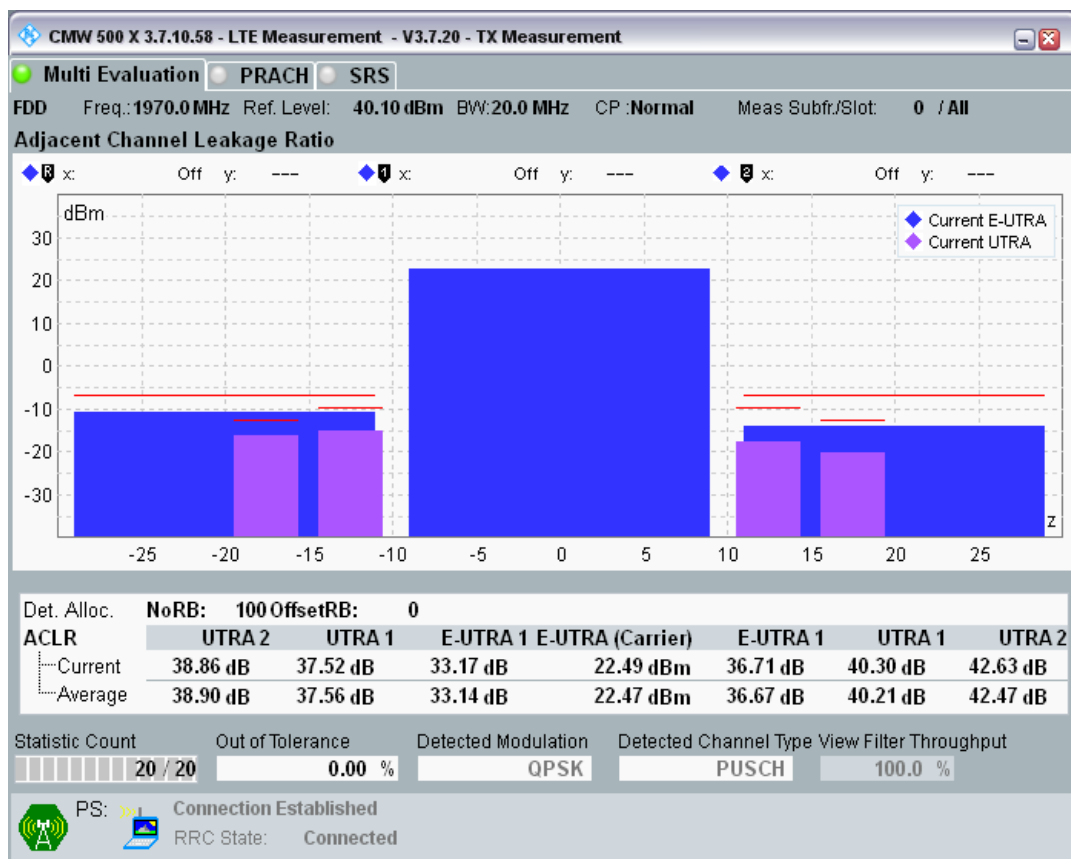 CMW 500 X 3.7.10.58 - LTE Measurement - V3.7.20 - TX Measurement
Multi Evaluation PRACH SRS
FDD Freq.:1970.0 MHz Ref. Level: 40.10 dBm BW:20.0 MHz CP :Normal Meas Subfr./Slot: 0 / All
Adjacent Channel Leakage Ratio
R x: Off y: --- 1 x: Off y: --- 2 x: Off y: ---
dBm
Current E-UTRA
Current UTRA
30
20
10
0
-10
-20
-30
z
-25 -20 -15 -10 -5 0 5 10 15 20 25
Det. Alloc. NoRB: 100 OffsetRB: 0
ACLR UTRA 2 UTRA 1 E-UTRA 1 E-UTRA (Carrier) E-UTRA 1 UTRA 1 UTRA 2
Current 38.86 dB 37.52 dB 33.17 dB 22.49 dBm 36.71 dB 40.30 dB 42.63 dB
Average 38.90 dB 37.56 dB 33.14 dB 22.47 dBm 36.67 dB 40.21 dB 42.47 dB
Statistic Count Out of Tolerance Detected Modulation Detected Channel Type View Filter Throughput
20 / 20 0.00 % QPSK PUSCH 100.0 %
PS: Connection Established
RRC State: Connected